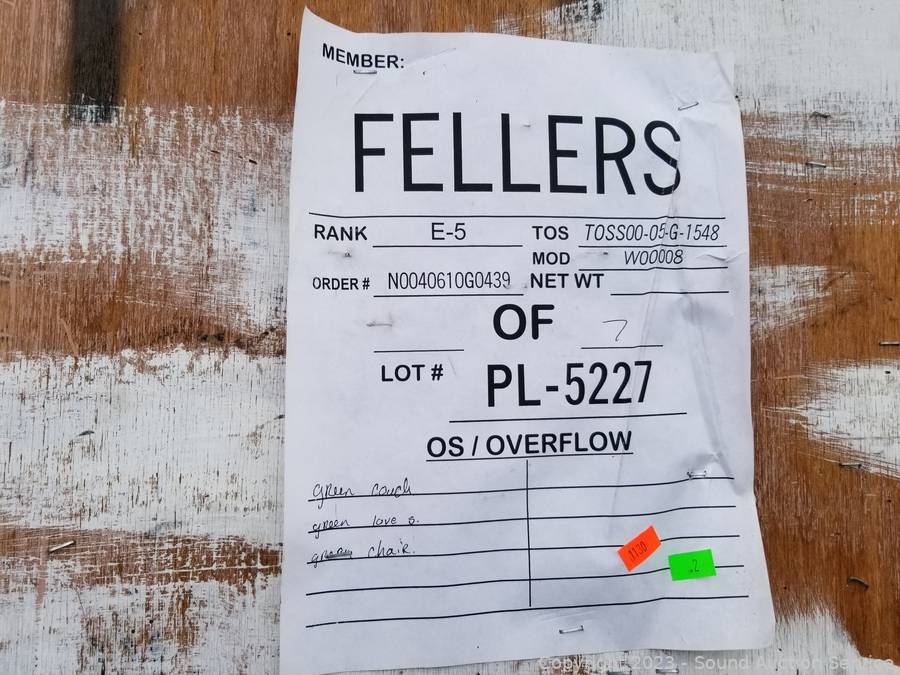 MEMBER:
FELLERS
RANK E-5 TOS TOSS00-05-G-1548
MOD W00008
ORDER # N0040610G0439 NET WT
OF 7
LOT # PL-5227
OS / OVERFLOW
green couch
green love s.
green chair.
1130
.2
Copyright 2023 - Sound Auction Service